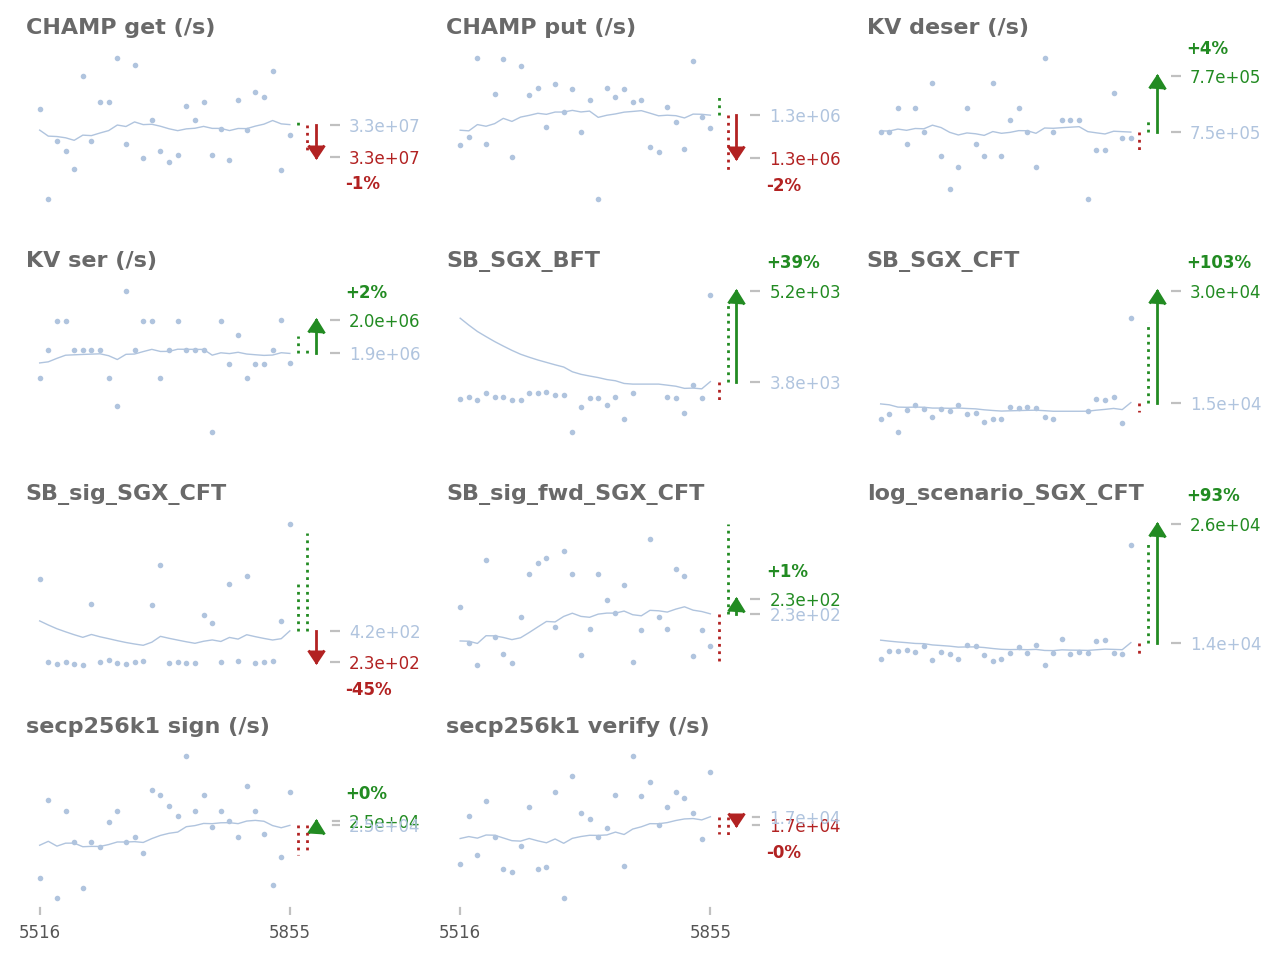 CHAMP get (/s)
3.3e+07
3.3e+07
-1%
CHAMP put (/s)
1.3e+06
1.3e+06
-2%
KV deser (/s)
+4%
7.7e+05
7.5e+05
KV ser (/s)
+2%
2.0e+06
1.9e+06
SB_SGX_BFT
+39%
5.2e+03
3.8e+03
SB_SGX_CFT
+103%
3.0e+04
1.5e+04
SB_sig_SGX_CFT
4.2e+02
2.3e+02
-45%
SB_sig_fwd_SGX_CFT
+1%
2.3e+02
2.3e+02
log_scenario_SGX_CFT
+93%
2.6e+04
1.4e+04
secp256k1 sign (/s)
+0%
2.5e+04
2.5e+04
5516
5855
secp256k1 verify (/s)
1.7e+04
1.7e+04
-0%
5516
5855